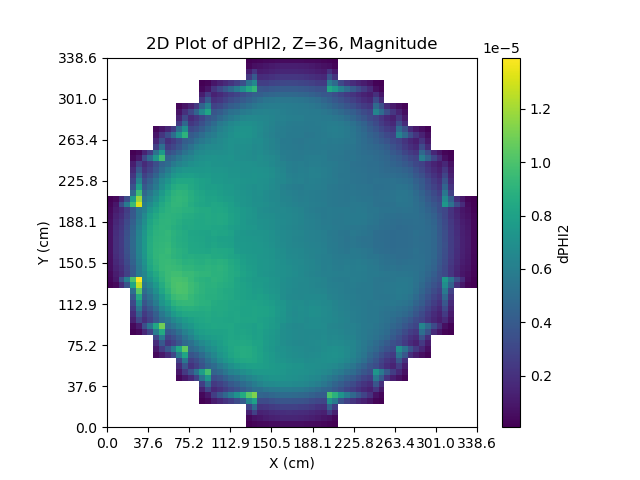 2D Plot of dPHI2, Z=36, Magnitude
1e−5
338.6
301.0
263.4
225.8
188.1
150.5
112.9
75.2
37.6
0.0
Y (cm)
0.0 37.6 75.2 112.9 150.5 188.1 225.8 263.4 301.0 338.6
X (cm)
1.2
1.0
0.8
0.6
0.4
0.2
dPHI2